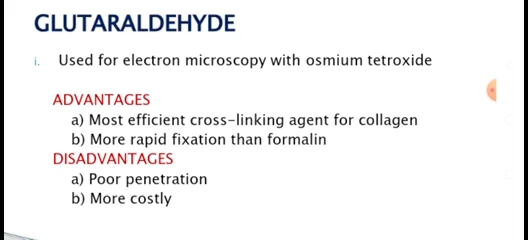 GLUTARALDEHYDE
i. Used for electron microscopy with osmium tetroxide
ADVANTAGES
a) Most efficient cross-linking agent for collagen
b) More rapid fixation than formalin
DISADVANTAGES
a) Poor penetration
b) More costly